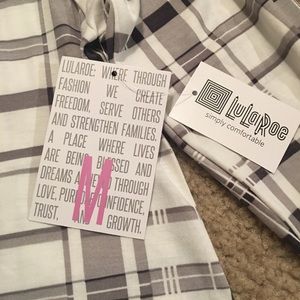 LULAROE: WHERE THROUGH
FASHION WE CREATE
FREEDOM, SERVE OTHERS
AND STRENGTHEN FAMILIES.
A PLACE WHERE LIVES
ARE BEING BLESSED AND
DREAMS THROUGH
LOVE, CONFIDENCE,
TRUST, AND GROWTH.
M
LuLaRoe
simply comfortable